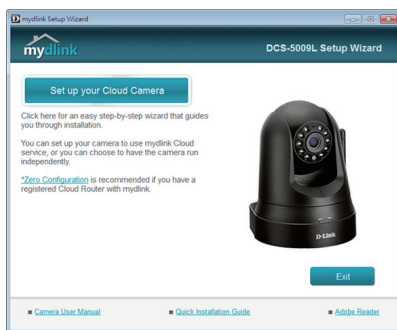 mydlink Setup Wizard
mydlink
DCS-5009L Setup Wizard
Set up your Cloud Camera
Click here for an easy step-by-step wizard that guides
you through installation.
You can set up your camera to use mydlink Cloud
service, or you can choose to have the camera run
independently.
*Zero Configuration is recommended if you have a
registered Cloud Router with mydlink.
D-Link
Exit
Camera User Manual
Quick Installation Guide
Adobe Reader